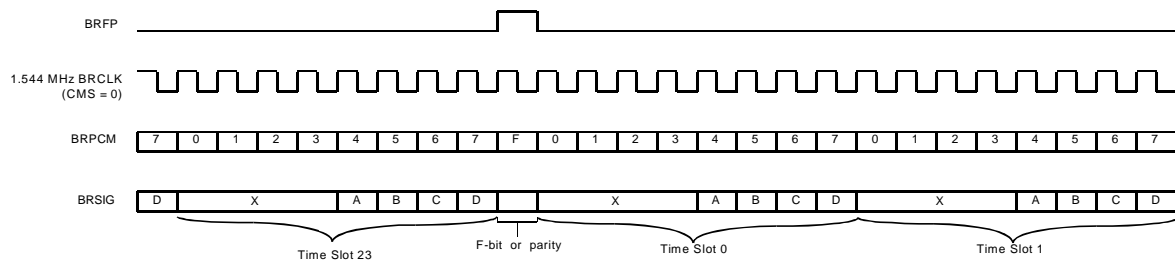 BRFP
1.544 MHz BRCLK
(CMS = 0)
BRPCM 7 0 1 2 3 4 5 6 7 F 0 1 2 3 4 5 6 7 0 1 2 3 4 5 6 7
BRSIG D X A B C D X A B C D X A B C D
Time Slot 23 F-bit or parity Time Slot 0 Time Slot 1